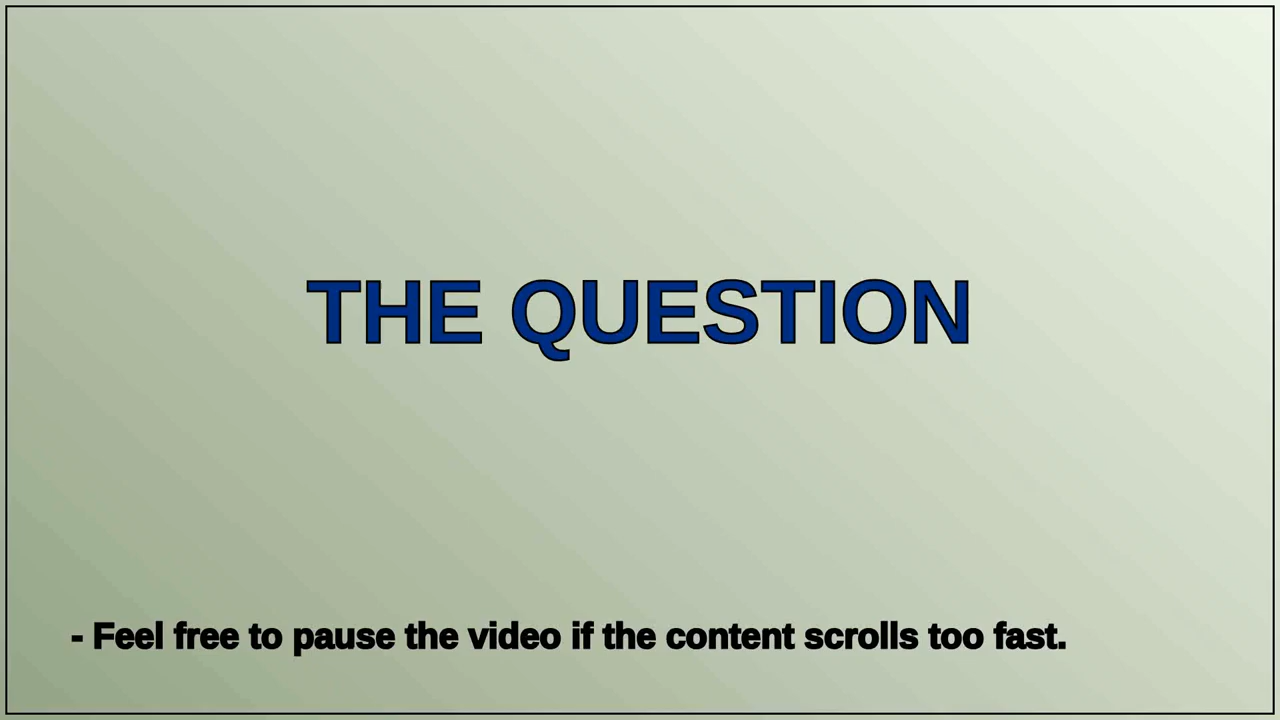 THE QUESTION
- Feel free to pause the video if the content scrolls too fast.